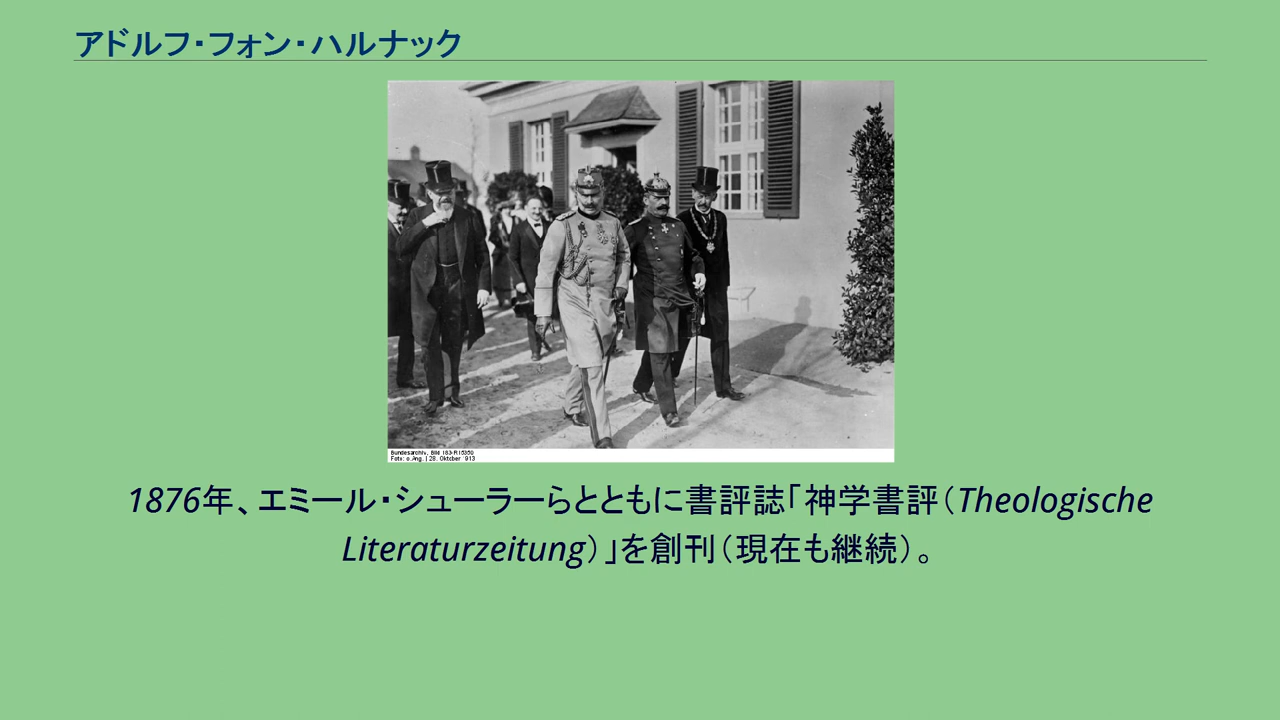 アドルフ・フォン・ハルナック
Bundesarchiv, Bild 183-R15350
Foto: o.Ang. | 28. Oktober 1913
1876年、エミール・シューラーらとともに書評誌「神学書評（Theologische
Literaturzeitung）」を創刊（現在も継続）。